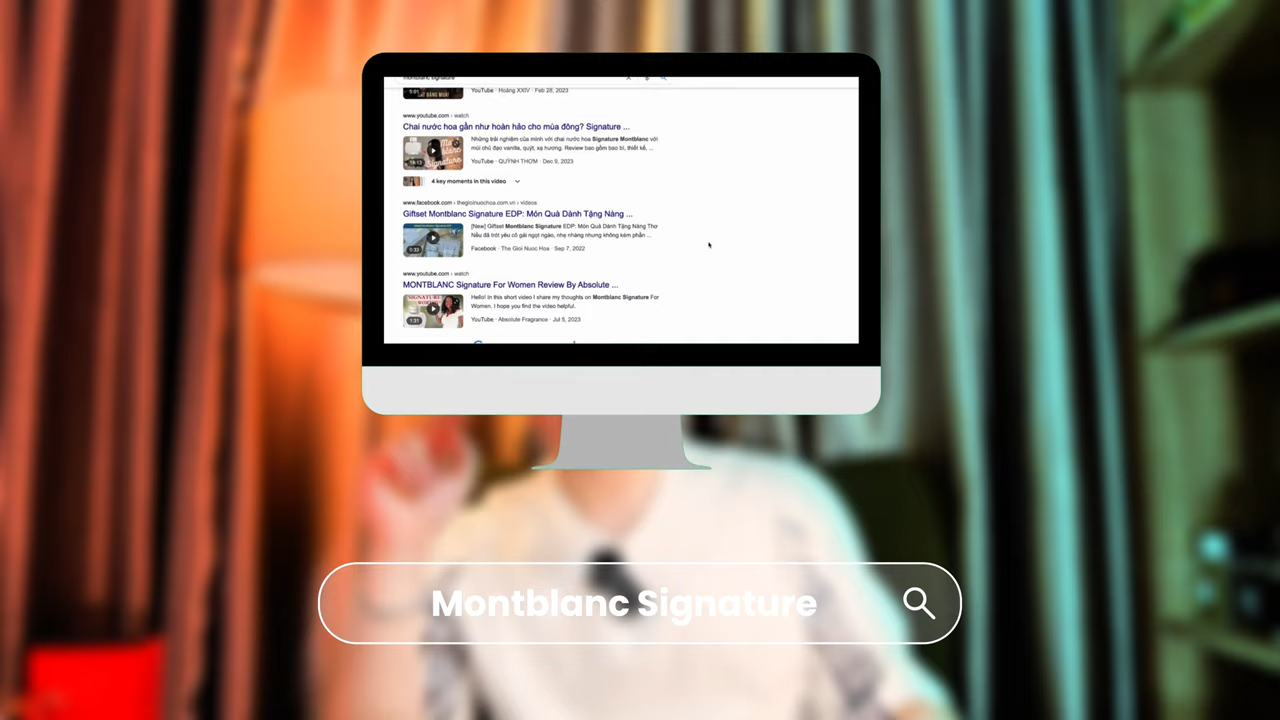 montblanc signature
5:01
YouTube · Hoàng XXIV · Feb 28, 2023
www.youtube.com › watch
Chai nước hoa gần như hoàn hảo cho mùa đông? Signature ...
Những trải nghiệm của mình với chai nước hoa Signature Montblanc với
mùi chủ đạo vanilla, quýt, xạ hương. Review bao gồm bao bì, thiết kế, ...
YouTube · QUỲNH THƠM · Dec 9, 2023
4 key moments in this video
www.facebook.com › thegioinuochoa.com.vn › videos
Giftset Montblanc Signature EDP: Món Quà Dành Tặng Nàng ...
[New] Giftset Montblanc Signature EDP: Món Quà Dành Tặng Nàng Thơ
Nếu đã trót yêu cô gái ngọt ngào, nhẹ nhàng nhưng không kém phần ...
0:33
Facebook · The Gioi Nuoc Hoa · Sep 7, 2022
www.youtube.com › watch
MONTBLANC Signature For Women Review By Absolute ...
SIGNATURE
Hello! In this short video I share my thoughts on Montblanc Signature For
Women. I hope you find the video helpful.
1:31
YouTube · Absolute Fragrance · Jul 5, 2023
Montblanc Signature